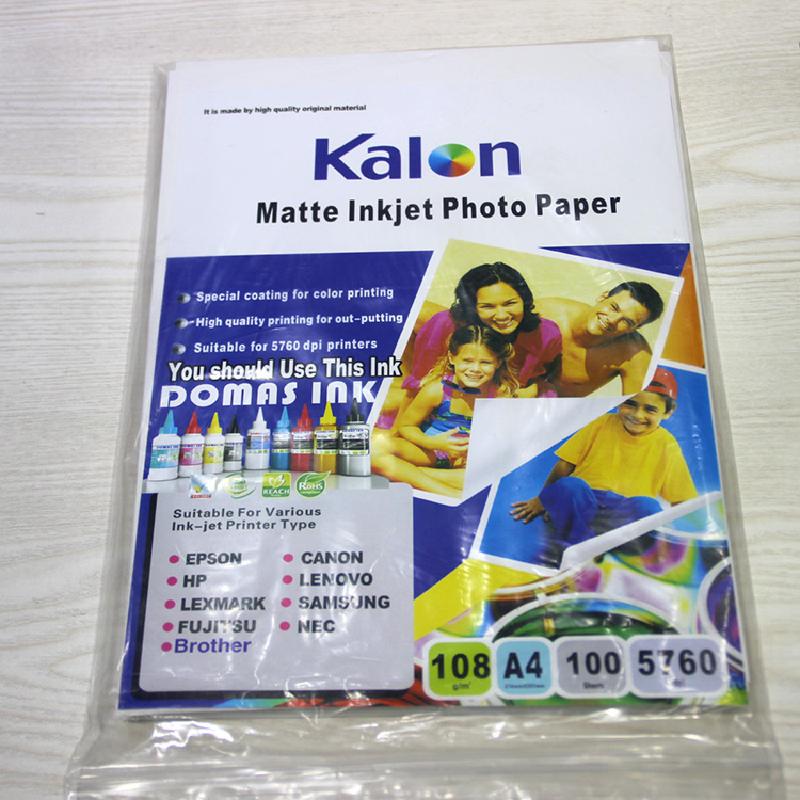 It is made by high quality original material
Kalon
Matte Inkjet Photo Paper
Special coating for color printing
High quality printing for out-putting
Suitable for 5760 dpi printers
You should Use This Ink
DOMAS INK
REACH
RoHS
Suitable For Various
Ink-jet Printer Type
EPSON CANON
HP LENOVO
LEXMARK SAMSUNG
FUJITSU NEC
Brother
108 A4 100 5760
g/m²